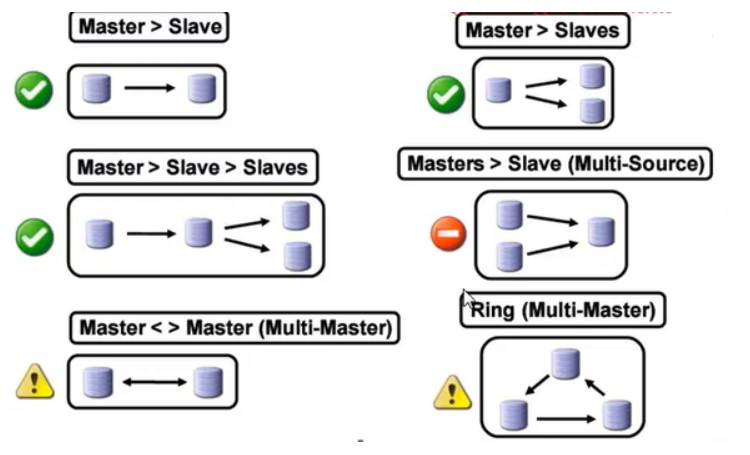 Master > Slave
Master > Slaves
Master > Slave > Slaves
Masters > Slave (Multi-Source)
Master < > Master (Multi-Master)
Ring (Multi-Master)